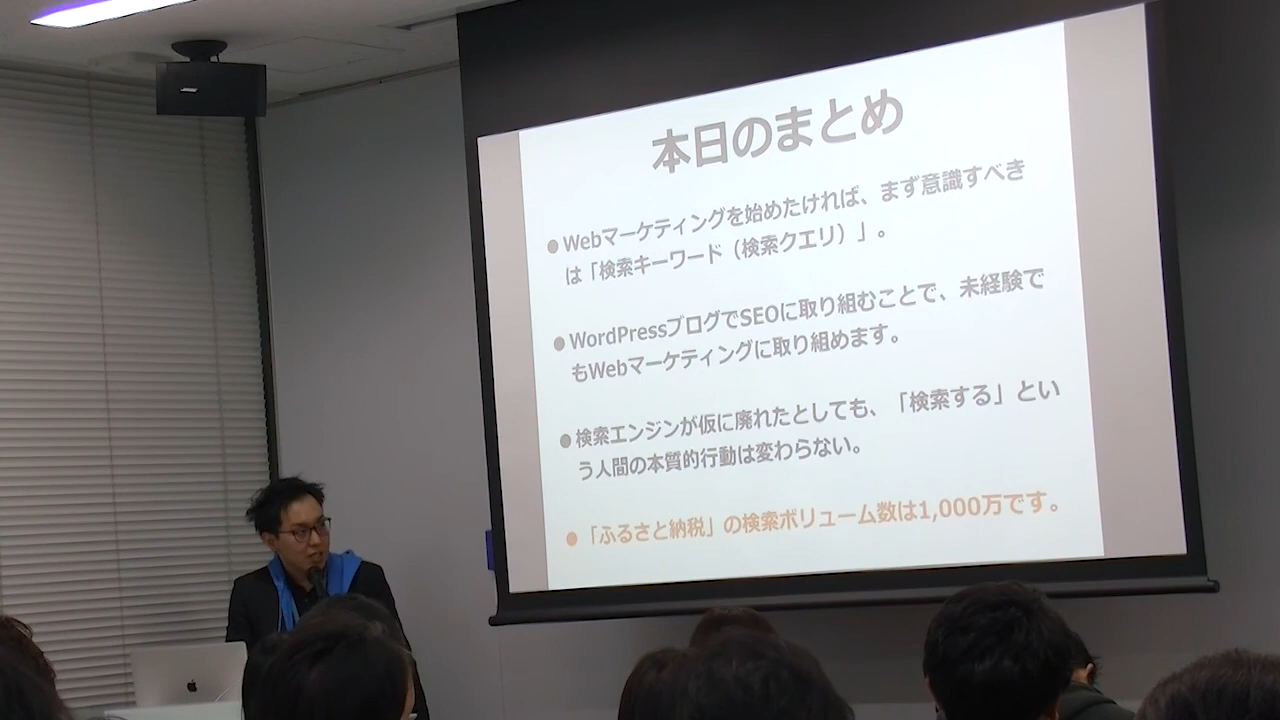 本日のまとめ
●Webマーケティングを始めたければ、まず意識すべき
は「検索キーワード（検索クエリ）」。
●WordPressブログでSEOに取り組むことで、未経験で
もWebマーケティングに取り組めます。
●検索エンジンが仮に廃れたとしても、「検索する」とい
う人間の本質的行動は変わらない。
●「ふるさと納税」の検索ボリューム数は1,000万です。